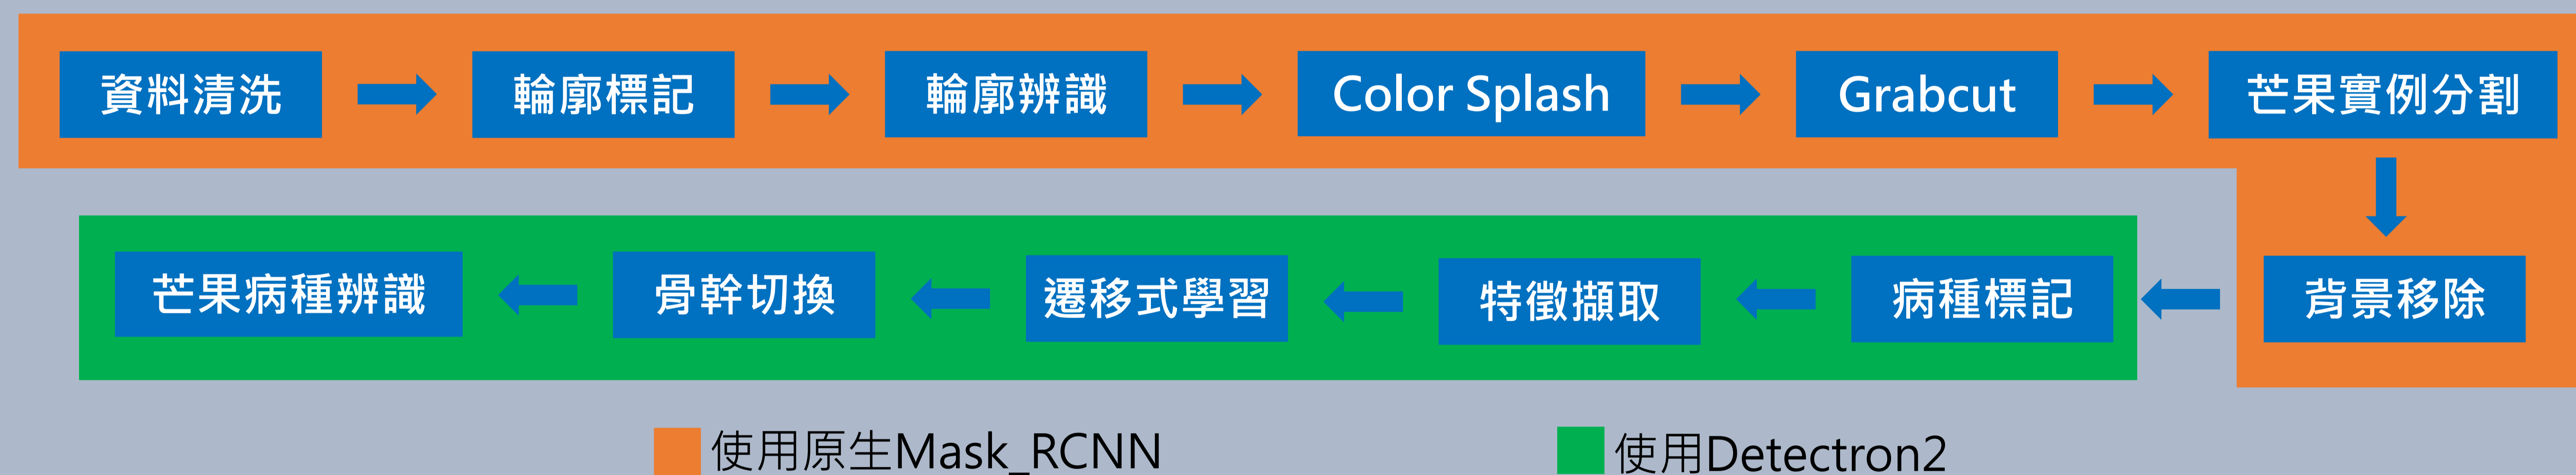 資料清洗
輪廓標記
輪廓辨識
Color Splash
Grabcut
芒果實例分割
背景移除
病種標記
特徵擷取
遷移式學習
骨幹切換
芒果病種辨識
使用原生Mask_RCNN
使用Detectron2